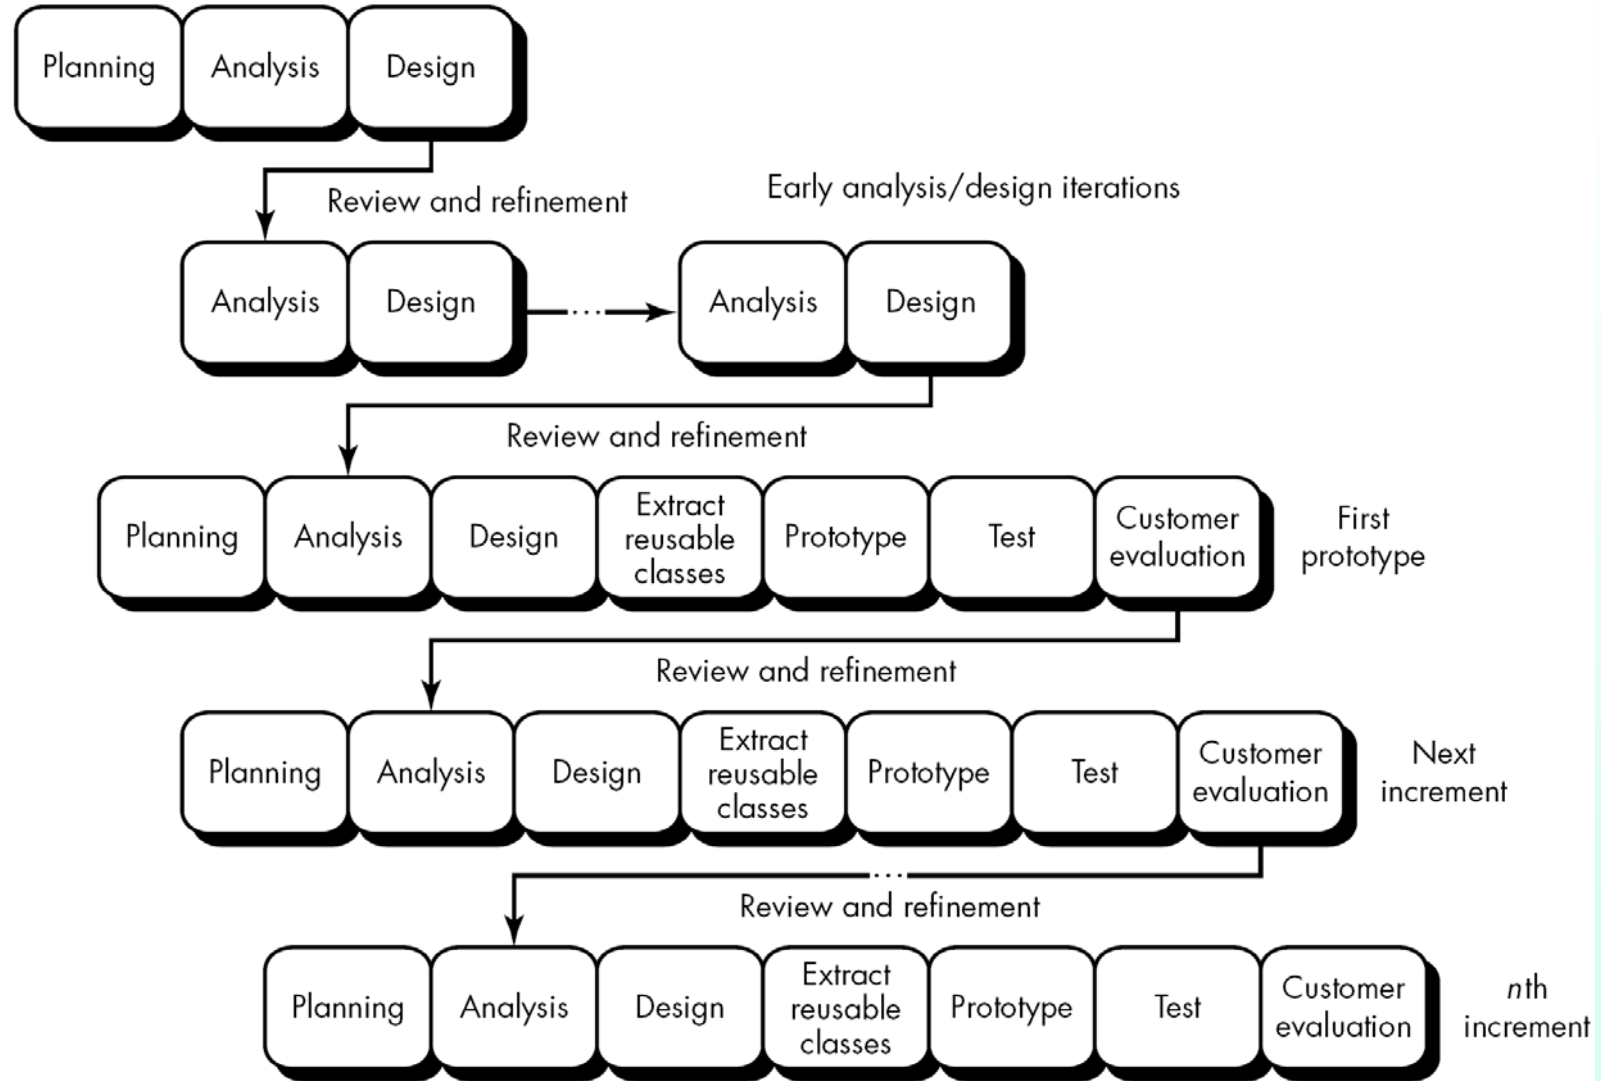 Planning Analysis Design
Review and refinement
Early analysis/design iterations
Analysis Design ... Analysis Design
Review and refinement
Planning Analysis Design Extract reusable classes Prototype Test Customer evaluation First prototype
Review and refinement
Planning Analysis Design Extract reusable classes Prototype Test Customer evaluation Next increment
...
Review and refinement
Planning Analysis Design Extract reusable classes Prototype Test Customer evaluation nth increment